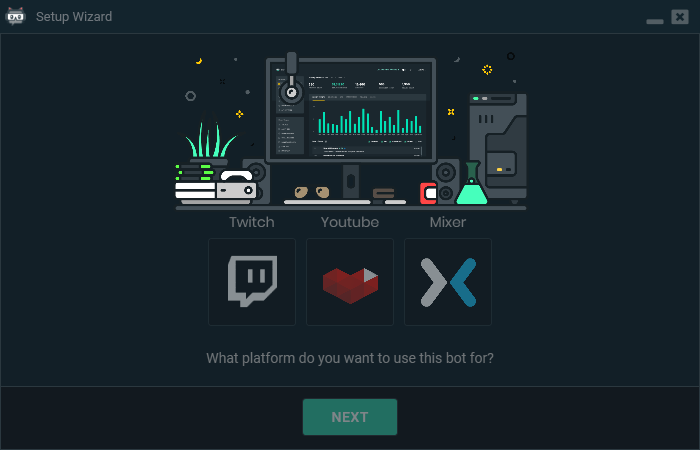 Setup Wizard
Twitch Youtube Mixer
What platform do you want to use this bot for?
NEXT